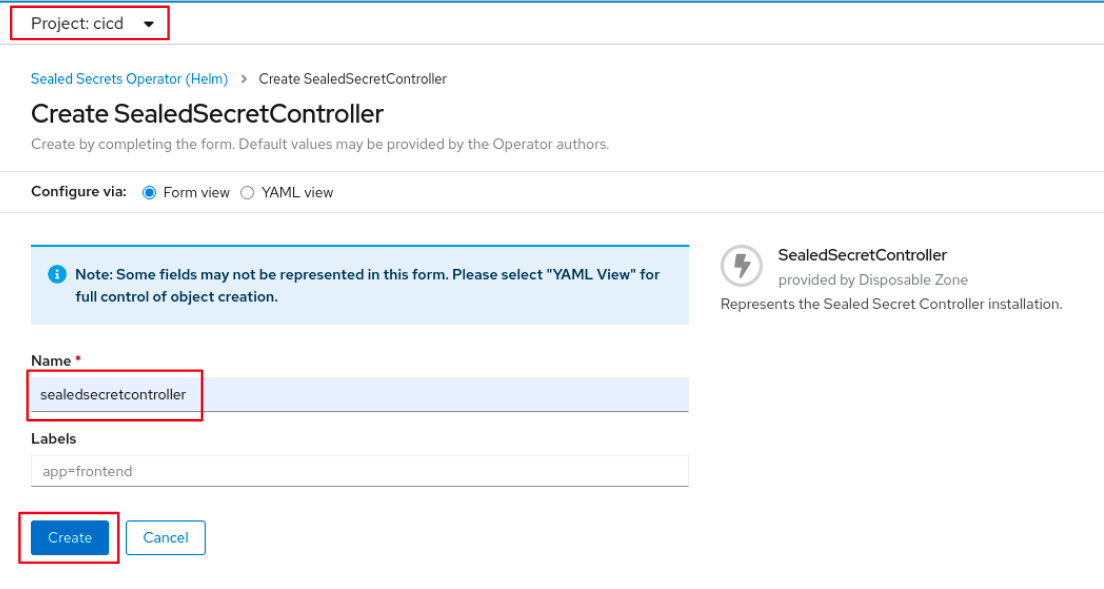 Project: cicd
Sealed Secrets Operator (Helm) > Create SealedSecretController
Create SealedSecretController
Create by completing the form. Default values may be provided by the Operator authors.
Configure via: Form view YAML view
Note: Some fields may not be represented in this form. Please select "YAML View" for
full control of object creation.
SealedSecretController
provided by Disposable Zone
Represents the Sealed Secret Controller installation.
Name *
sealedsecretcontroller
Labels
app=frontend
Create Cancel